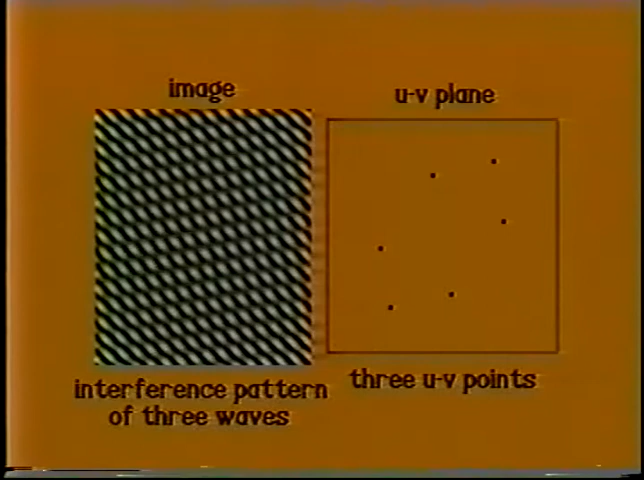 image
u-v plane
interference pattern
of three waves
three u-v points